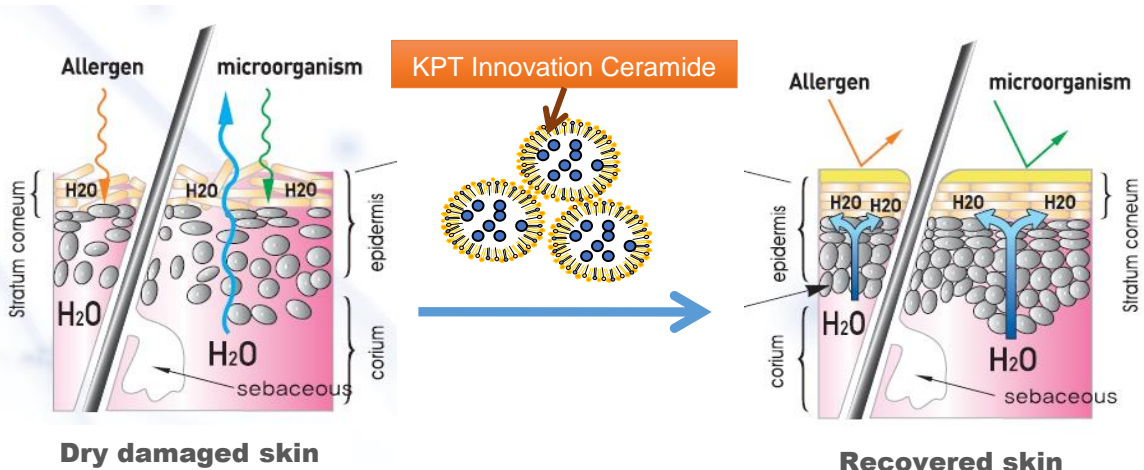 Allergen
microorganism
H2O
H2O
H2O
Stratum corneum
epidermis
H2O
H2O
corium
sebaceous
Dry damaged skin
KPT Innovation Ceramide
Allergen
microorganism
H2O
H2O
H2O
H2O
epidermis
Stratum corneum
H2O
H2O
corium
sebaceous
Recovered skin